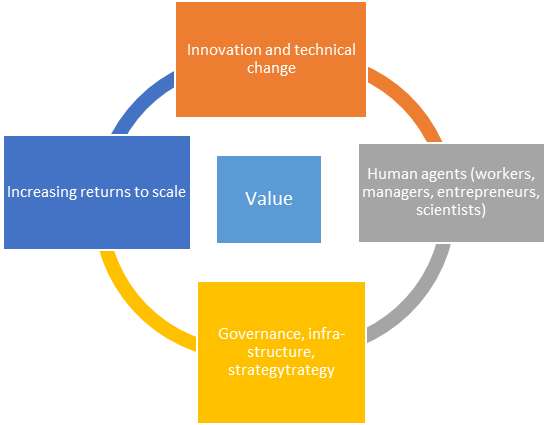 Innovation and technical
change
Increasing returns to scale
Value
Human agents (workers,
managers, entrepreneurs,
scientists)
Governance, infra-
structure,
strategytrategy